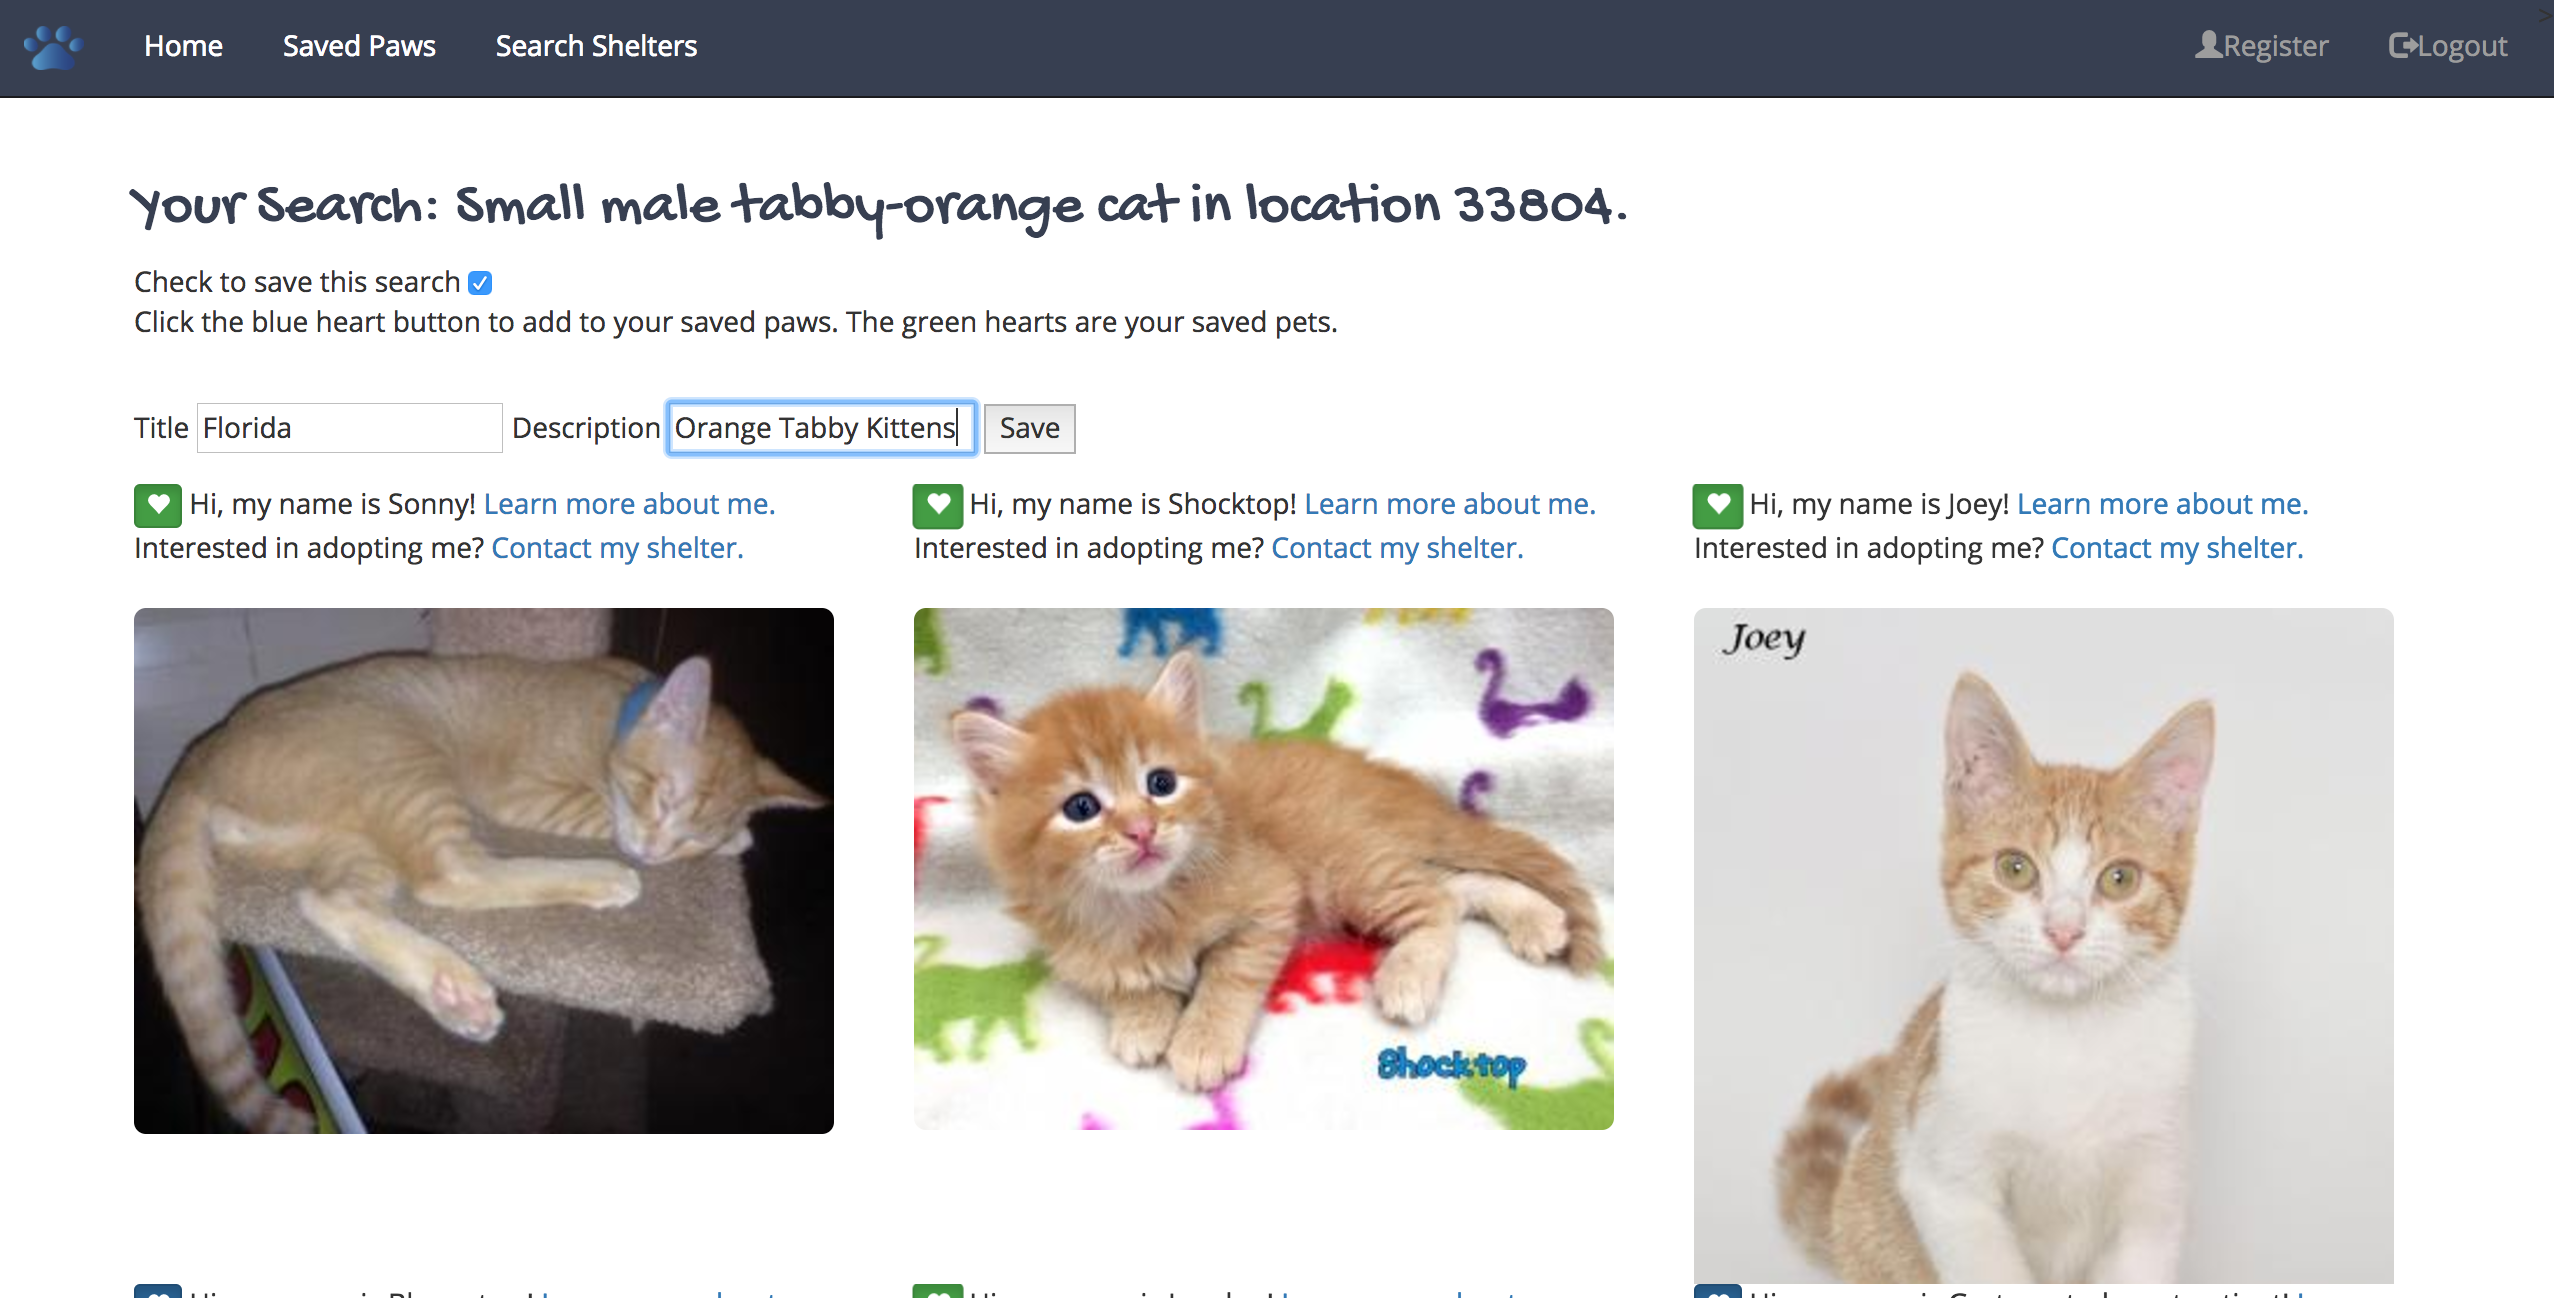 Home Saved Paws Search Shelters Register Logout
Your Search: Small male tabby-orange cat in location 33804.
Check to save this search
Click the blue heart button to add to your saved paws. The green hearts are your saved pets.
Title Florida Description Orange Tabby Kittens Save
Hi, my name is Sonny! Learn more about me.
Interested in adopting me? Contact my shelter.
Hi, my name is Shocktop! Learn more about me.
Interested in adopting me? Contact my shelter.
Hi, my name is Joey! Learn more about me.
Interested in adopting me? Contact my shelter.
Joey
Shocktop